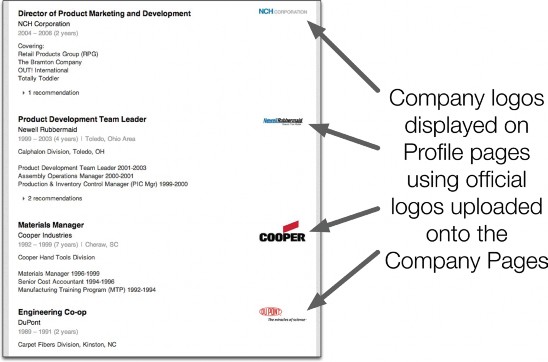 Director of Product Marketing and Development
NCH CORPORATION
NCH Corporation
2004 – 2006 (2 years)
Covering:
Retail Products Group (RPG)
The Bramton Company
OUT! International
Totally Toddler
1 recommendation
Product Development Team Leader
Newell Rubbermaid
Newell Rubbermaid
1999 – 2003 (4 years) | Toledo, Ohio Area
Calphalon Division, Toledo, OH
Product Development Team Leader 2001-2003
Assembly Operations Manager 2000-2001
Production & Inventory Control Manager (PIC Mgr) 1999-2000
2 recommendations
Materials Manager
Cooper Industries
COOPER
1992 – 1999 (7 years) | Cheraw, SC
Cooper Hand Tools Division
Materials Manager 1996-1999
Senior Cost Accountant 1994-1996
Manufacturing Training Program (MTP) 1992-1994
Engineering Co-op
DUPONT
DuPont
The miracles of science
1989 – 1991 (2 years)
Carpet Fibers Division, Kinston, NC
Company logos
displayed on
Profile pages
using official
logos uploaded
onto the
Company Pages